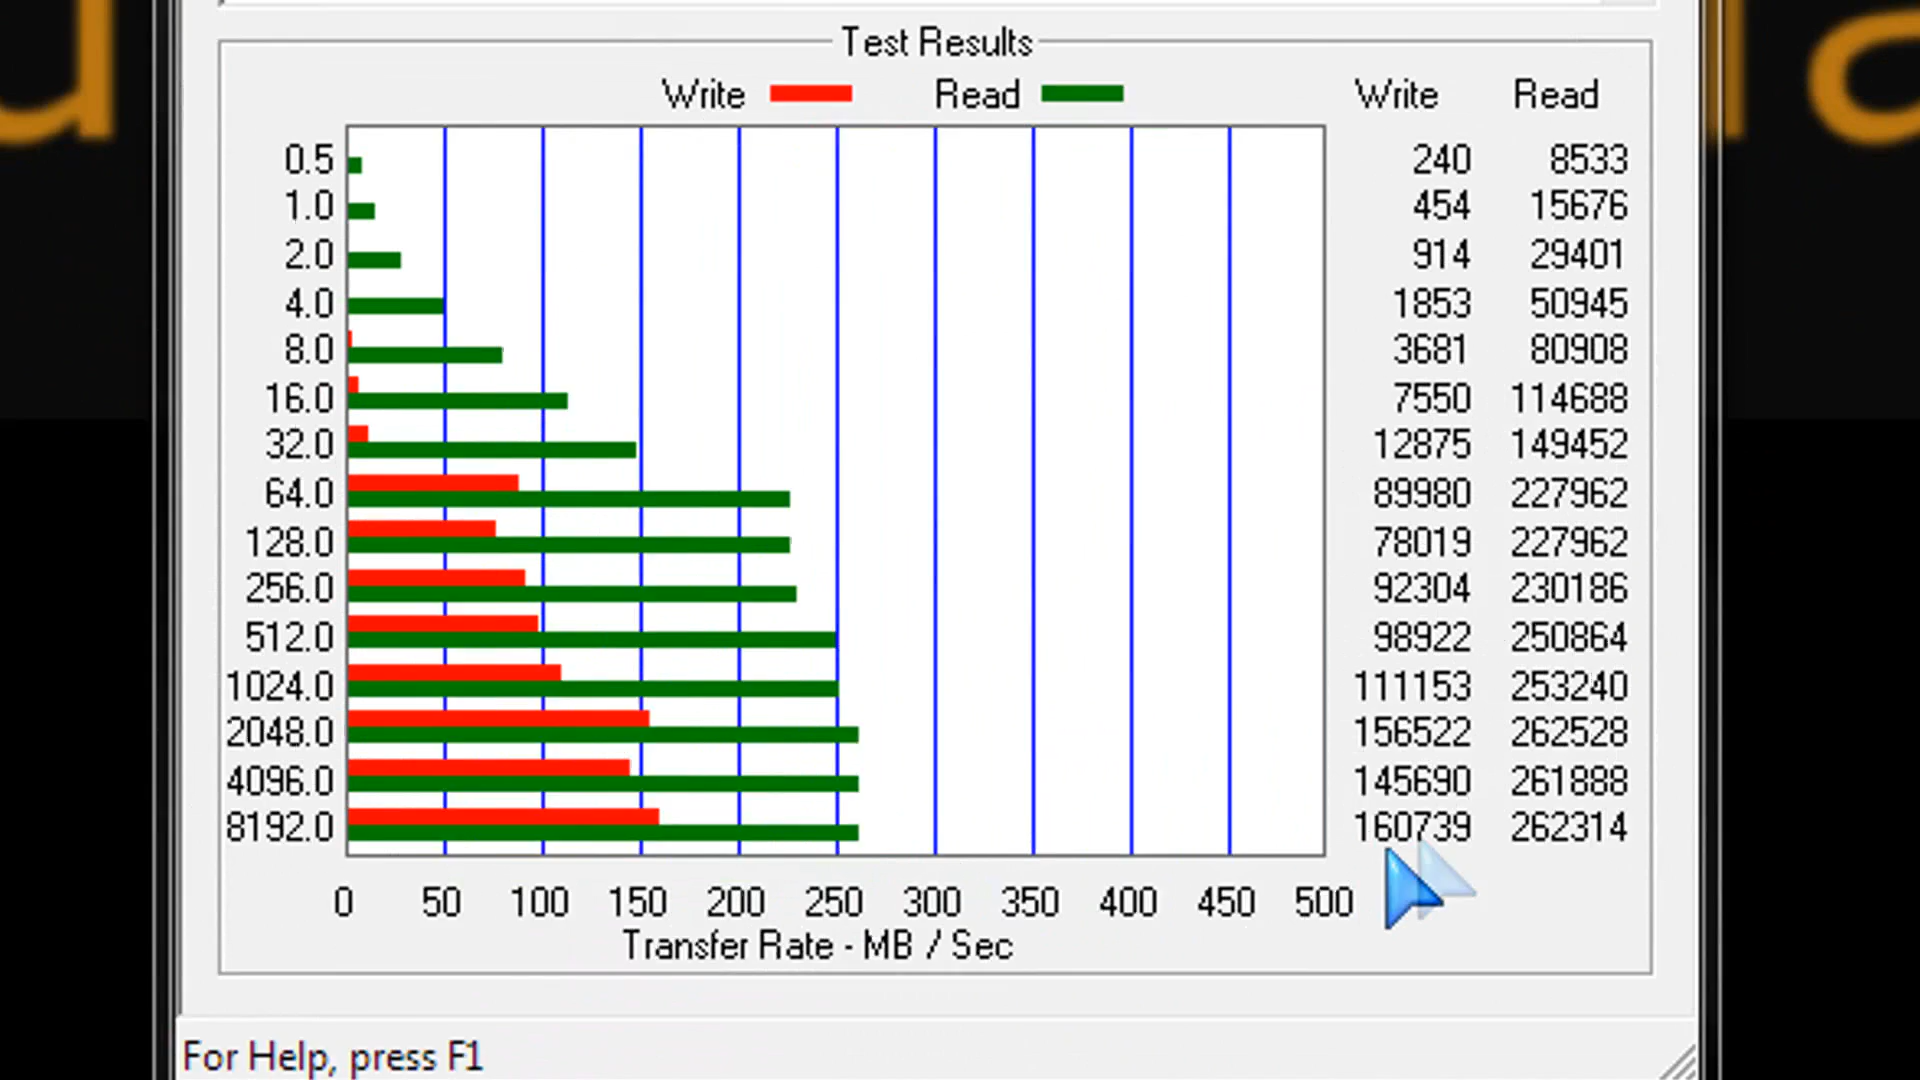 Test Results
Write Read Write Read
0.5 240 8533
1.0 454 15676
2.0 914 29401
4.0 1853 50945
8.0 3681 80908
16.0 7550 114688
32.0 12875 149452
64.0 89980 227962
128.0 78019 227962
256.0 92304 230186
512.0 98922 250864
1024.0 111153 253240
2048.0 156522 262528
4096.0 145690 261888
8192.0 160739 262314
0 50 100 150 200 250 300 350 400 450 500
Transfer Rate - MB / Sec
For Help, press F1